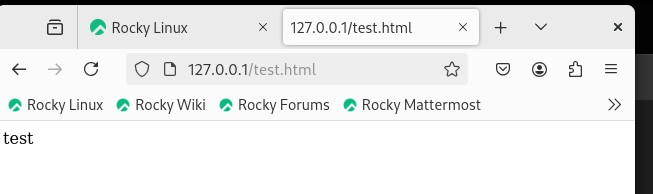 Rocky Linux 127.0.0.1/test.html
127.0.0.1/test.html
Rocky Linux Rocky Wiki Rocky Forums Rocky Mattermost
test